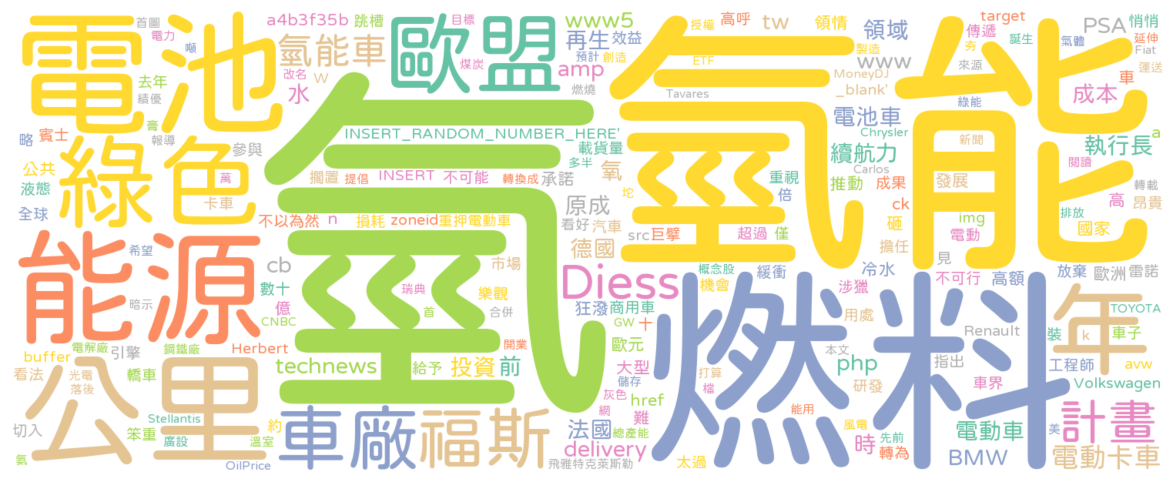 首圖
a4b3f35b
跳槽
目標
www5
授權
高呼
tw
領情
target
PSA
悄悄
電力
噸
氫能車
歐盟
再生
效益
製造
夯
領域
傳遞
誕生
延伸
氣體
Fiat
電池
改名
W
煤炭
預計
創造
ETF
www
來源
運送
去年
水
燃燒
amp
MoneyDJ
_blank'
氫能
成本
績優
Tavares
綠能
略
賓士
膏
報導
INSERT_RANDOM_NUMBER_HERE'
載貨量
電池車
Chrysler
新聞
執行長
a
綠色
參與
多半
續航力
Carlos
閱讀
公共
擱置
提倡
INSERT
不可能
轉換成
承諾
氧
重視
推動
成果
發展
轉載
液態
萬
卡車
坨
倍
ck
高
昂貴
全球
不以為然
n
損耗
zoneid
重押電動車
原成
看好
汽車
砸
img
排放
國家
src
巨擘
超過
僅
電動
能源
希望
氫
德國
擔任
見
cb
市場
概念股
緩衝
冷水
不可行
高額
放棄
歐洲
雷諾
暗示
數十
瑞典
樂觀
Diess
機會
涉獵
億
首
合併
狂潑
商用車
燃料
年
TOYOTA
CNBC
GW
十
用處
Renault
裝
k
車子
電解廠
鋼鐵廠
開業
歐元
buffer
引擎
Herbert
本文
指出
工程師
avw
看法
光電
轎車
technews
給予
投資
前
大型
打算
php
車界
落後
儲存
檔
研發
Volkswagen
公里
灰色
href
Stellantis
約
網
能用
計畫
切入
笨重
廣設
溫室
車廠
福斯
法國
難
總產能
風電
時
先前
電動車
美
氨
OilPrice
delivery
飛雅特克萊斯勒
太過
轉為
BMW
電動卡車